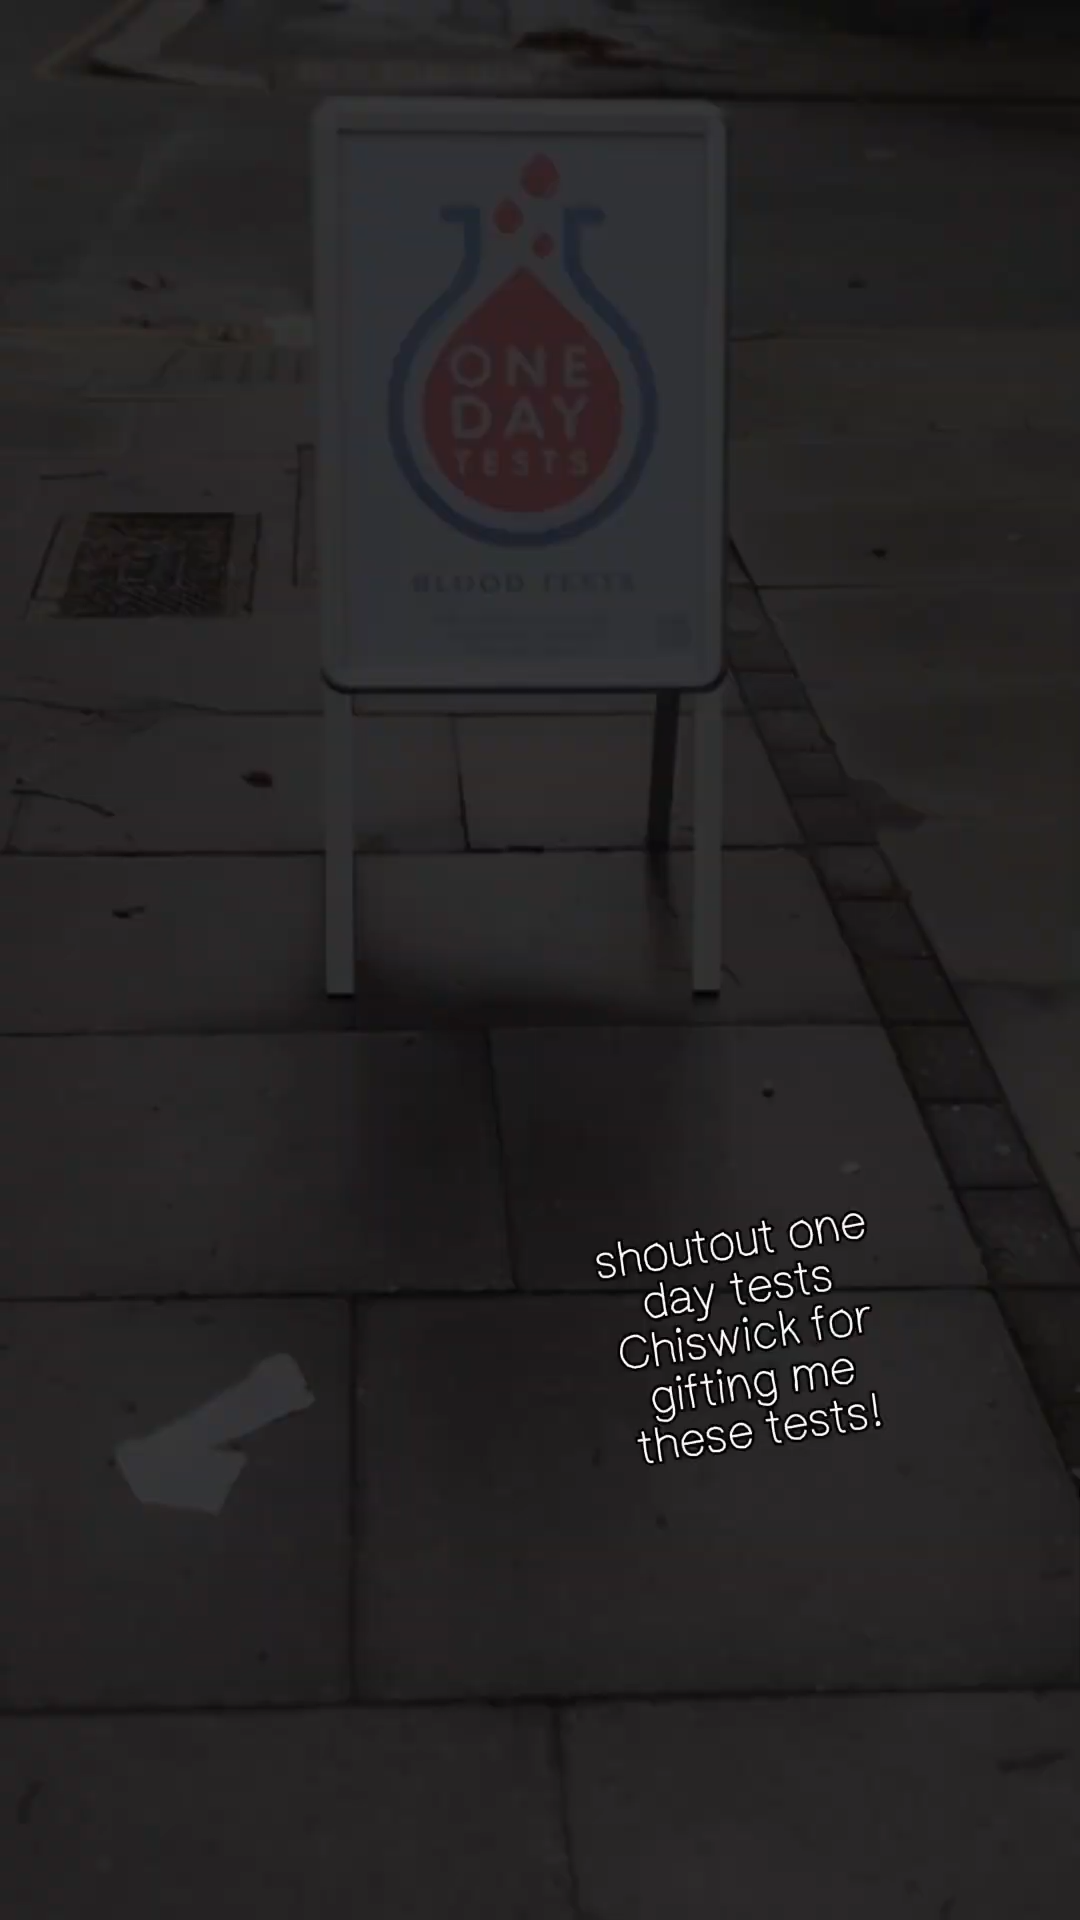 ONE
DAY
TESTS
BLOOD TESTS
shoutout one
day tests
Chiswick for
gifting me
these tests!